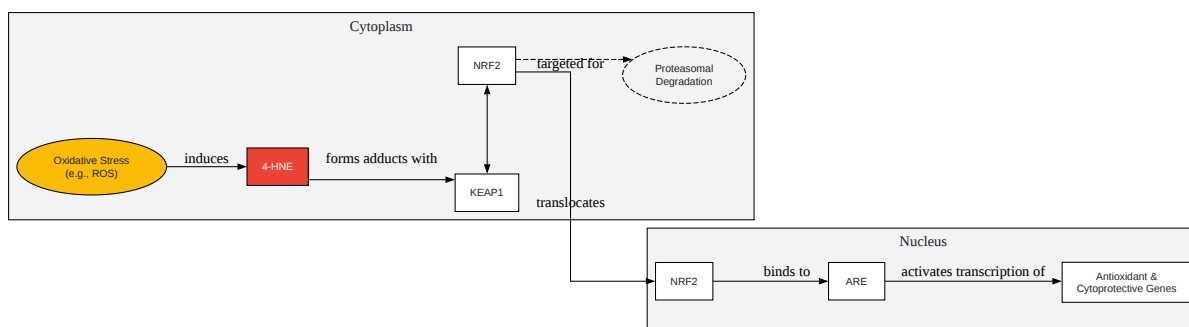 Cytoplasm
NRF2
targeted for
Proteasomal
Degradation
Oxidative Stress
(e.g., ROS)
induces
4-HNE
forms adducts with
KEAP1
translocates
Nucleus
NRF2
binds to
ARE
activates transcription of
Antioxidant &
Cytoprotective Genes